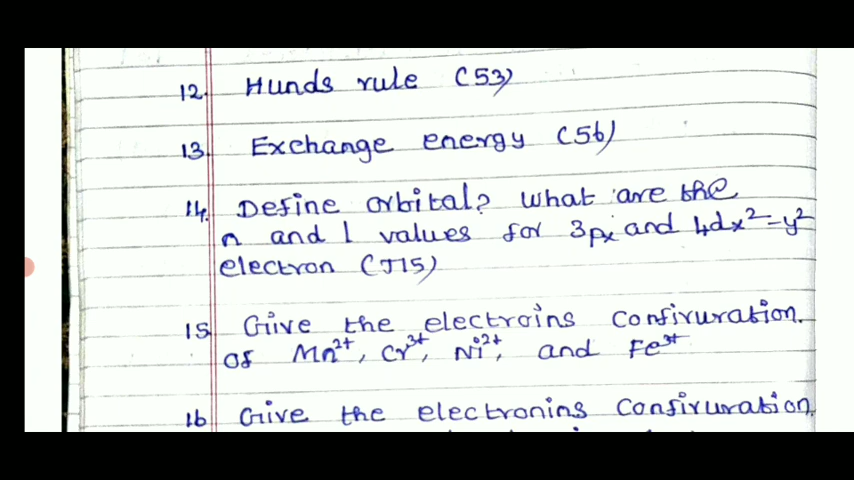 12. Hunds rule (53)
13. Exchange energy (56)
14. Define orbital? What are the
n and l values for 3px and 4dx²-y²
electron (J15)
15 Give the electroins confiruration.
of Mn²⁺, Cr³⁺, Ni²⁺, and Fe³⁺
16 Give the electronins confiruration.